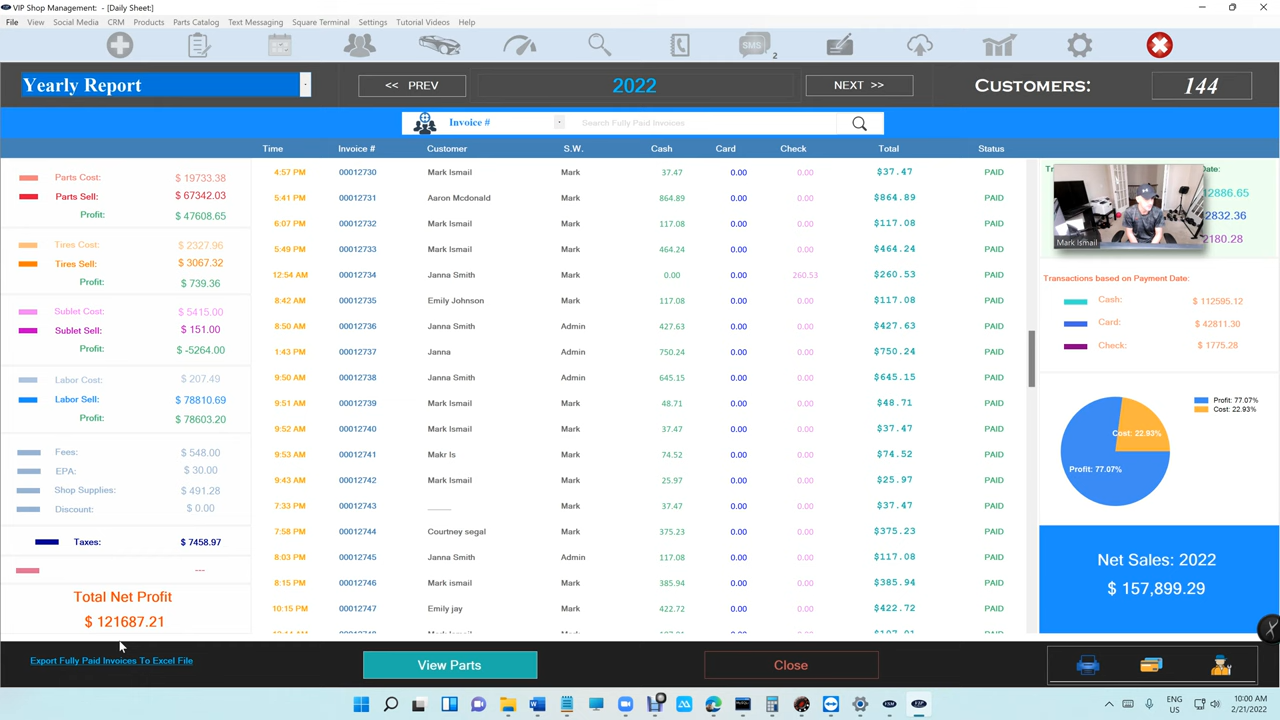 VIP Shop Management: - [Daily Sheet:]
File View Social Media CRM Products Parts Catalog Text Messaging Square Terminal Settings Tutorial Videos Help
SMS 2
Yearly Report << PREV 2022 NEXT >> CUSTOMERS: 144
Invoice # Search Fully Paid Invoices
Time Invoice # Customer S.W. Cash Card Check Total Status
Parts Cost: $ 19733.38
Parts Sell: $ 67342.03
Profit: $ 47608.65
Tires Cost: $ 2327.96
Tires Sell: $ 3067.32
Profit: $ 739.36
Sublet Cost: $ 5415.00
Sublet Sell: $ 151.00
Profit: $ -5264.00
Labor Cost: $ 207.49
Labor Sell: $ 78810.69
Profit: $ 78603.20
Fees: $ 548.00
EPA: $ 30.00
Shop Supplies: $ 491.28
Discount: $ 0.00
Taxes: $ 7458.97
---
Total Net Profit
$ 121687.21
Export Fully Paid Invoices To Excel File
4:57 PM 00012730 Mark Ismail Mark 37.47 0.00 0.00 $37.47 PAID
5:41 PM 00012731 Aaron Mcdonald Mark 864.89 0.00 0.00 $864.89 PAID
6:07 PM 00012732 Mark Ismail Mark 117.08 0.00 0.00 $117.08 PAID
5:49 PM 00012733 Mark Ismail Mark 464.24 0.00 0.00 $464.24 PAID
12:54 AM 00012734 Janna Smith Mark 0.00 0.00 260.53 $260.53 PAID
8:42 AM 00012735 Emily Johnson Mark 117.08 0.00 0.00 $117.08 PAID
8:50 AM 00012736 Janna Smith Admin 427.63 0.00 0.00 $427.63 PAID
1:43 PM 00012737 Janna Admin 750.24 0.00 0.00 $750.24 PAID
9:50 AM 00012738 Janna Smith Admin 645.15 0.00 0.00 $645.15 PAID
9:51 AM 00012739 Mark Ismail Mark 48.71 0.00 0.00 $48.71 PAID
9:52 AM 00012740 Mark Ismail Mark 37.47 0.00 0.00 $37.47 PAID
9:53 AM 00012741 Makr Is Mark 74.52 0.00 0.00 $74.52 PAID
9:43 AM 00012742 Mark Ismail Mark 25.97 0.00 0.00 $25.97 PAID
7:33 PM 00012743 _____ Mark 37.47 0.00 0.00 $37.47 PAID
7:58 PM 00012744 Courtney segal Mark 375.23 0.00 0.00 $375.23 PAID
8:03 PM 00012745 Janna Smith Admin 117.08 0.00 0.00 $117.08 PAID
8:15 PM 00012746 Mark ismail Mark 385.94 0.00 0.00 $385.94 PAID
10:15 PM 00012747 Emily jay Mark 422.72 0.00 0.00 $422.72 PAID
Date:
12886.65
12832.36
2180.28
Mark Ismail
Transactions based on Payment Date:
Cash: $ 112595.12
Card: $ 42811.30
Check: $ 1775.28
Profit: 77.07%
Cost: 22.93%
Cost: 22.93%
Profit: 77.07%
Net Sales: 2022
$ 157,899.29
View Parts Close
ENG
US
10:00 AM
2/21/2022